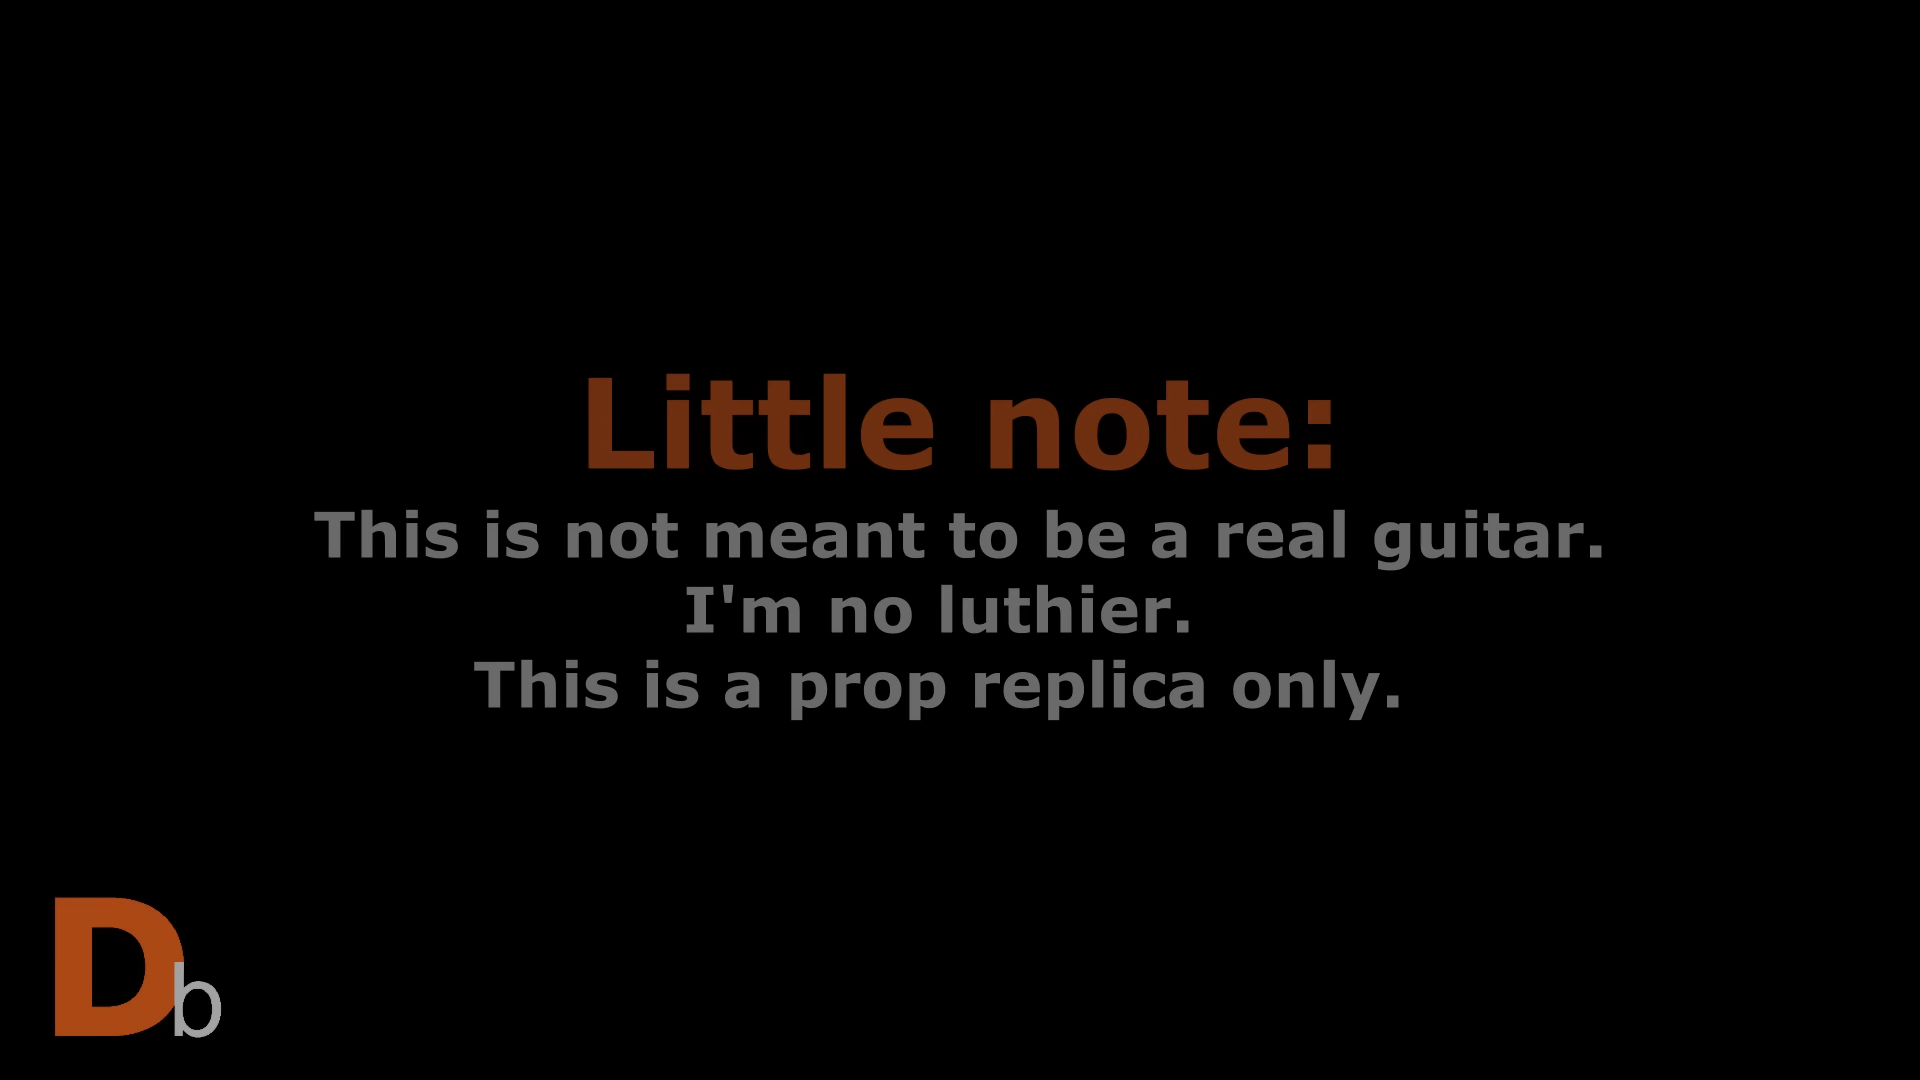 Little note:
This is not meant to be a real guitar.
I'm no luthier.
This is a prop replica only.
Db